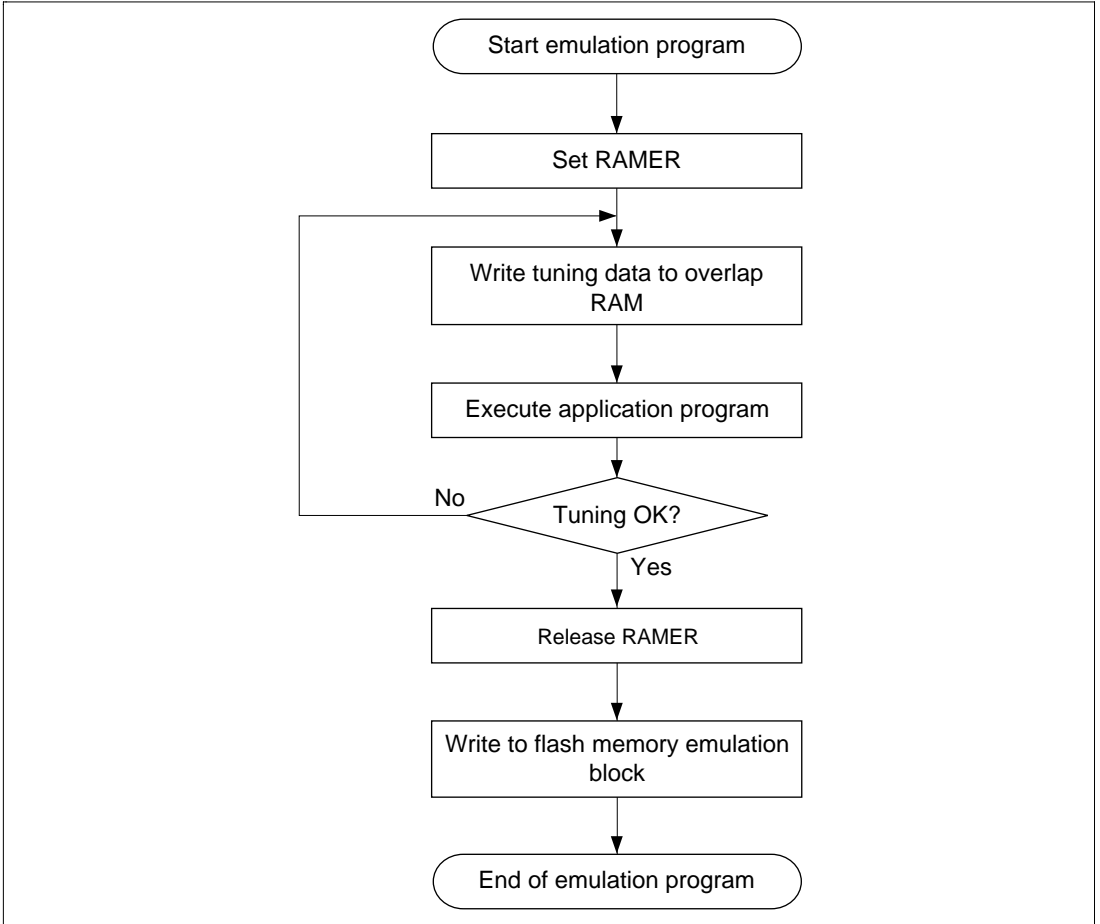 Start emulation program
Set RAMER
Write tuning data to overlap
RAM
Execute application program
No
Tuning OK?
Yes
Release RAMER
Write to flash memory emulation
block
End of emulation program